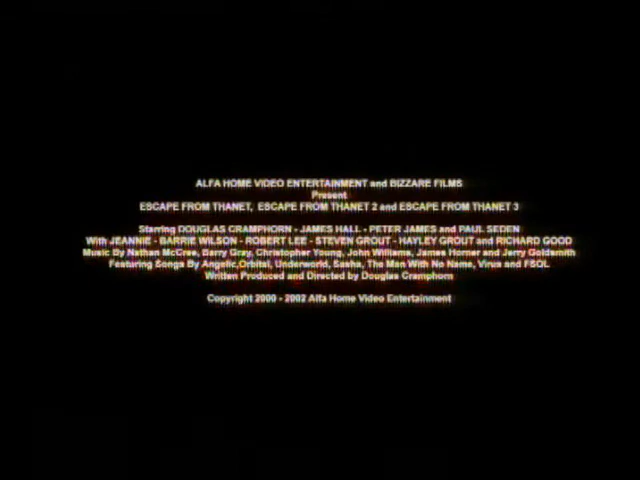 ALFA HOME VIDEO ENTERTAINMENT and BIZZARE FILMS
Present
ESCAPE FROM THANET, ESCAPE FROM THANET 2 and ESCAPE FROM THANET 3
Starring DOUGLAS CRAMPHORN - JAMES HALL - PETER JAMES and PAUL SEDEN
With JEANNIE - BARRIE WILSON - ROBERT LEE - STEVEN GROUT - HAYLEY GROUT and RICHARD GOOD
Music By Nathan McCree, Barry Gray, Christopher Young, John Williams, James Horner and Jerry Goldsmith
Featuring Songs By Angelic,Orbital, Underworld, Sasha, The Man With No Name, Virus and FSOL
Written Produced and Directed by Douglas Cramphorn
Copyright 2000 - 2002 Alfa Home Video Entertainment